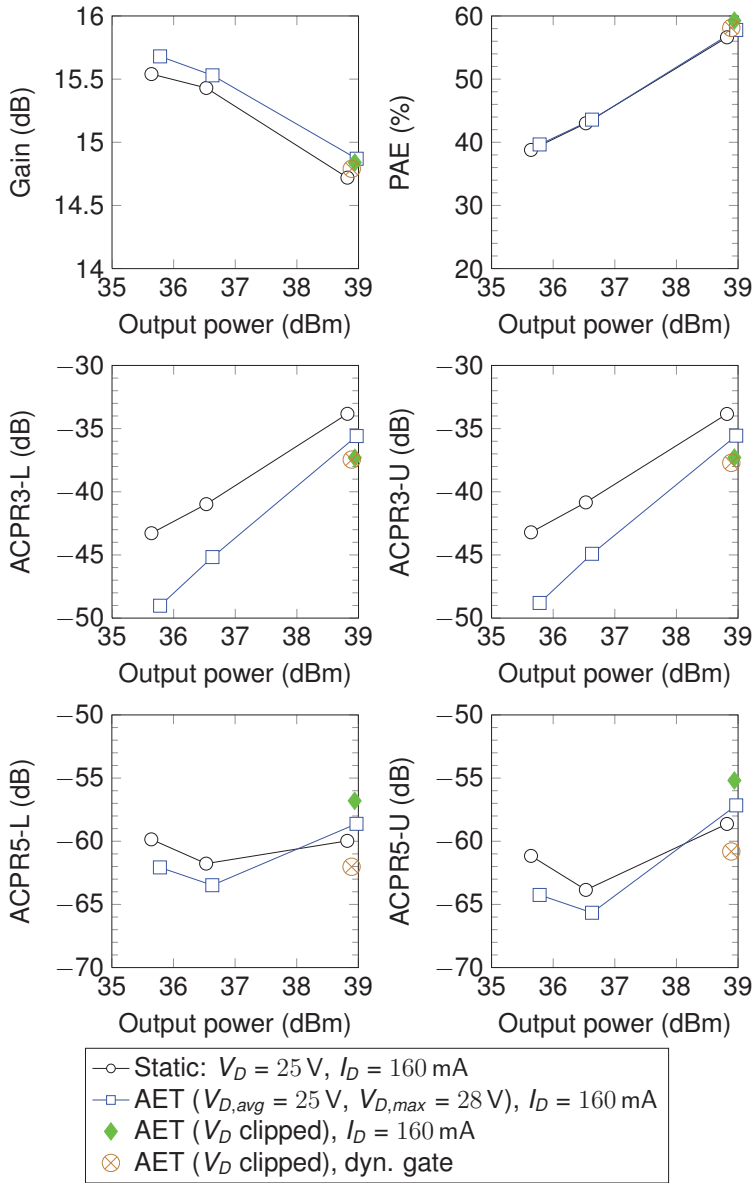 16
15.5
15
14.5
14
Gain (dB)
35 36 37 38 39
Output power (dBm)
60
50
40
30
20
PAE (%)
35 36 37 38 39
Output power (dBm)
−30
−35
−40
−45
−50
ACPR3-L (dB)
35 36 37 38 39
Output power (dBm)
−30
−35
−40
−45
−50
ACPR3-U (dB)
35 36 37 38 39
Output power (dBm)
−50
−55
−60
−65
−70
ACPR5-L (dB)
35 36 37 38 39
Output power (dBm)
−50
−55
−60
−65
−70
ACPR5-U (dB)
35 36 37 38 39
Output power (dBm)
Static: V_D = 25 V, I_D = 160 mA
AET (V_D,avg = 25 V, V_D,max = 28 V), I_D = 160 mA
AET (V_D clipped), I_D = 160 mA
AET (V_D clipped), dyn. gate